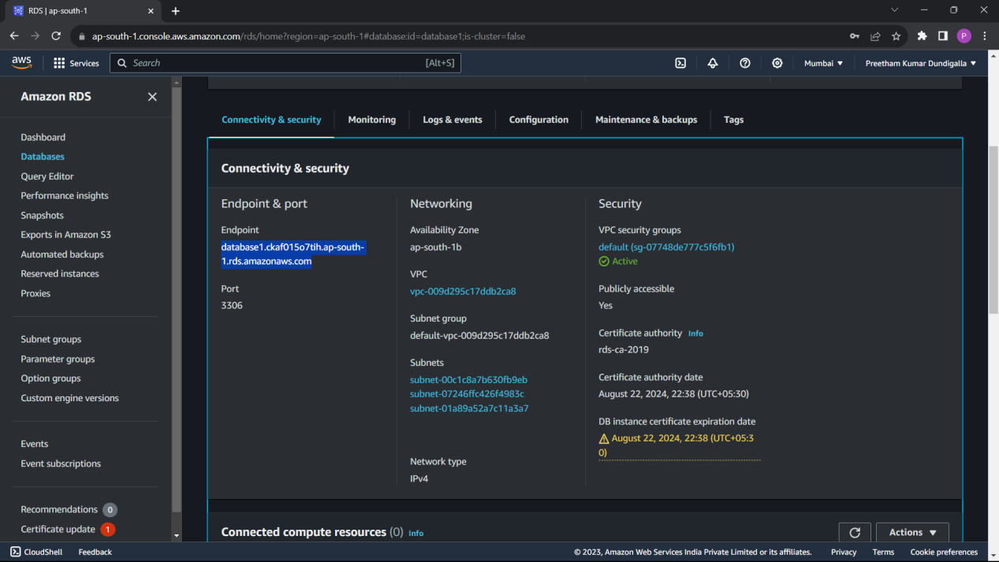 RDS | ap-south-1
ap-south-1.console.aws.amazon.com/rds/home?region=ap-south-1#database:id=database1;is-cluster=false
P
aws
Services
Search
[Alt+S]
Mumbai
Preetham Kumar Dundigalla
Amazon RDS
Dashboard
Databases
Query Editor
Performance insights
Snapshots
Exports in Amazon S3
Automated backups
Reserved instances
Proxies
Subnet groups
Parameter groups
Option groups
Custom engine versions
Events
Event subscriptions
Recommendations 0
Certificate update 1
Connectivity & security
Monitoring
Logs & events
Configuration
Maintenance & backups
Tags
Connectivity & security
Endpoint & port
Endpoint
database1.ckaf015o7tih.ap-south-
1.rds.amazonaws.com
Port
3306
Networking
Availability Zone
ap-south-1b
VPC
vpc-009d295c17ddb2ca8
Subnet group
default-vpc-009d295c17ddb2ca8
Subnets
subnet-00c1c8a7b630fb9eb
subnet-07246ffc426f4983c
subnet-01a89a52a7c11a3a7
Network type
IPv4
Security
VPC security groups
default (sg-07748de777c5f6fb1)
Active
Publicly accessible
Yes
Certificate authority Info
rds-ca-2019
Certificate authority date
August 22, 2024, 22:38 (UTC+05:30)
DB instance certificate expiration date
August 22, 2024, 22:38 (UTC+05:3
0)
Connected compute resources (0) Info
Actions
CloudShell
Feedback
© 2023, Amazon Web Services India Private Limited or its affiliates.
Privacy
Terms
Cookie preferences